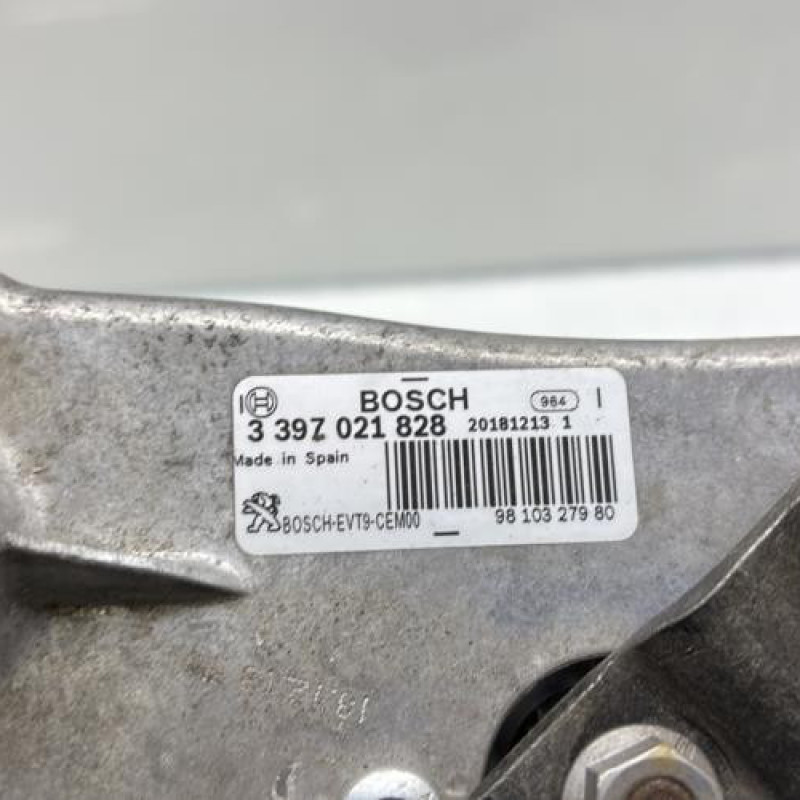 BOSCH 984
3 397 021 828 20181213 1
Made in Spain
BOSCH-EVT9-CEM00 98 103 279 80